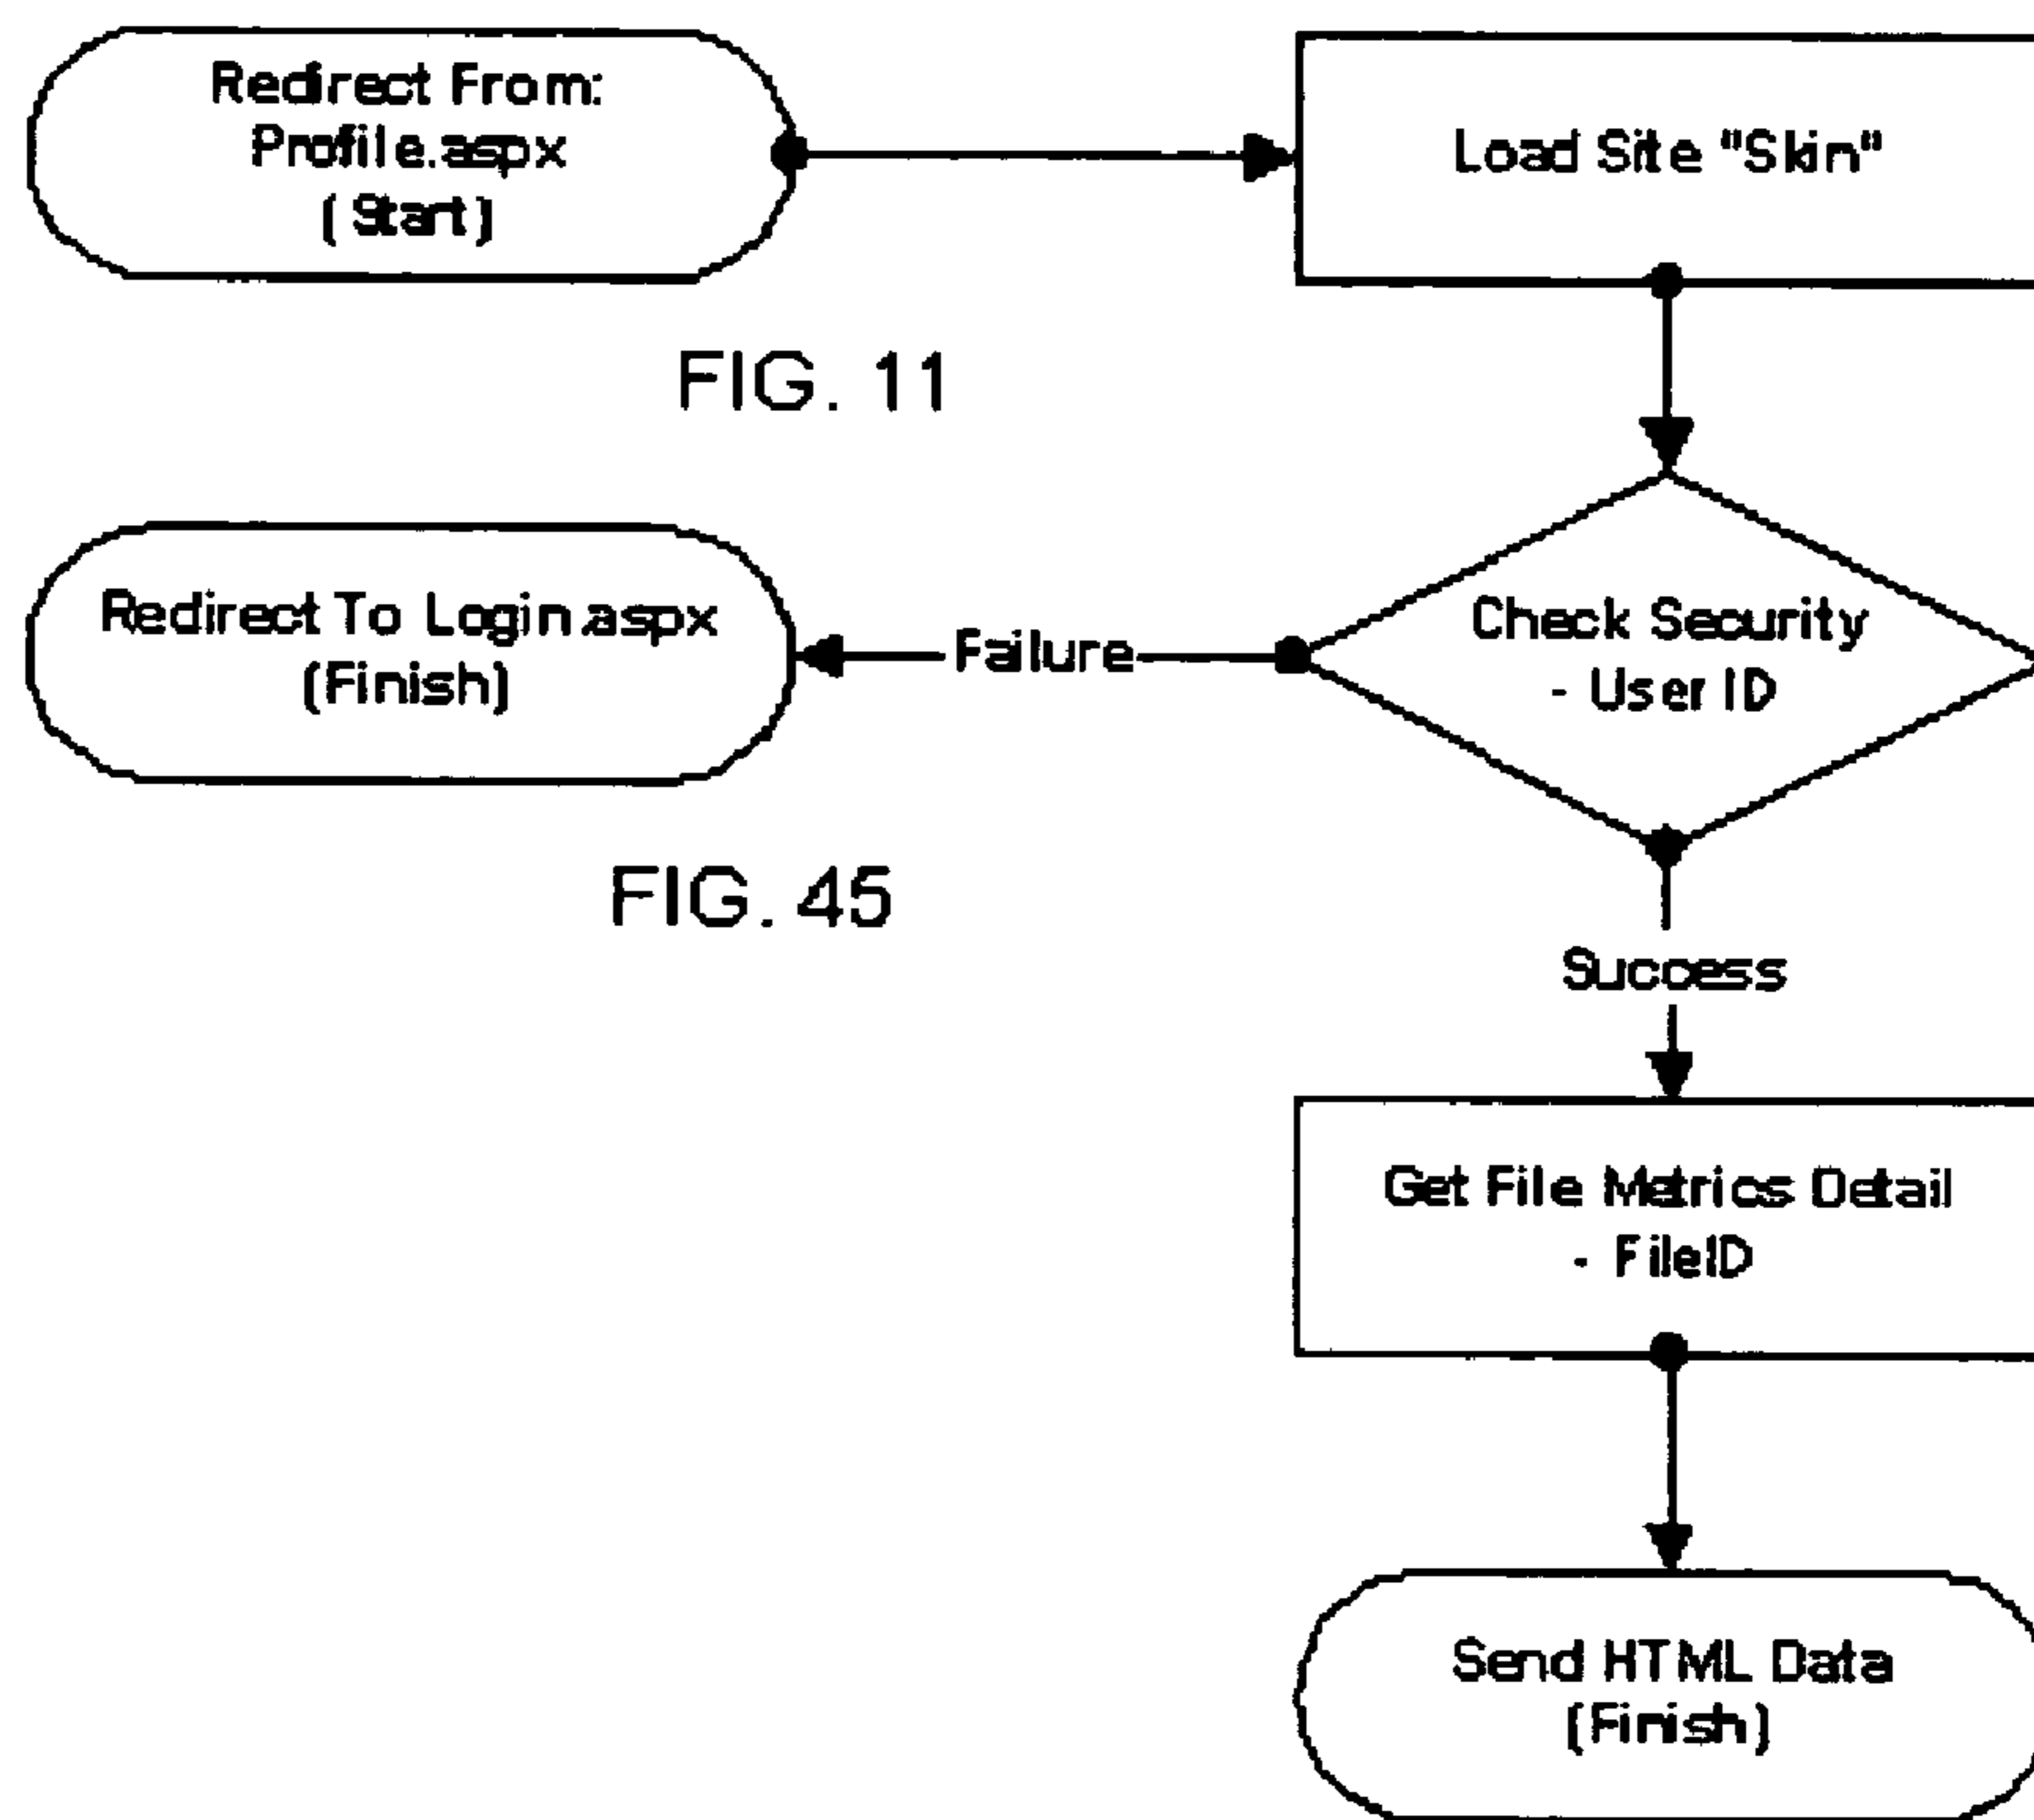 Redirect From:
Profile.aspx
(Start)
Load Site "Skin"
FIG. 11
Redirect To Login.aspx
(Finish)
Failure
Check Security
- User ID
FIG. 45
Success
Get File Metrics Detail
- FileID
Send HTML Data
(Finish)